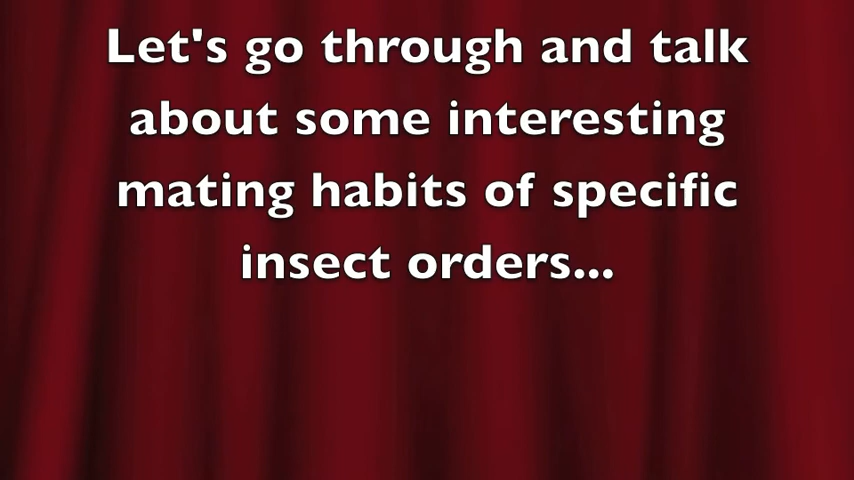 Let's go through and talk
about some interesting
mating habits of specific
insect orders...